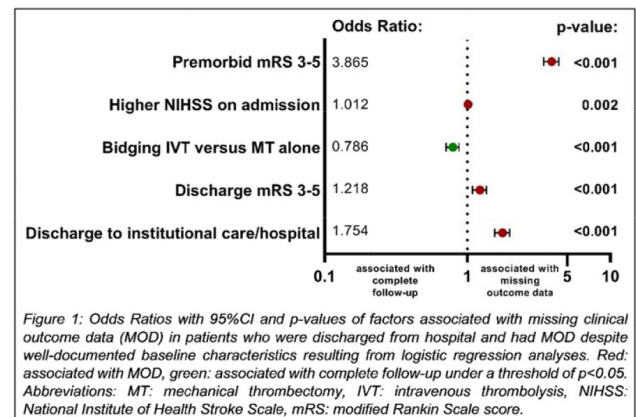 Odds Ratio: p-value:
Premorbid mRS 3-5 3.865 <0.001
Higher NIHSS on admission 1.012 0.002
Bidging IVT versus MT alone 0.786 <0.001
Discharge mRS 3-5 1.218 <0.001
Discharge to institutional care/hospital 1.754 <0.001
0.1 associated with complete follow-up 1 associated with missing outcome data 5 10
Figure 1: Odds Ratios with 95%CI and p-values of factors associated with missing clinical
outcome data (MOD) in patients who were discharged from hospital and had MOD despite
well-documented baseline characteristics resulting from logistic regression analyses. Red:
associated with MOD, green: associated with complete follow-up under a threshold of p<0.05.
Abbreviations: MT: mechanical thrombectomy, IVT: intravenous thrombolysis, NIHSS:
National Institute of Health Stroke Scale, mRS: modified Rankin Scale score.